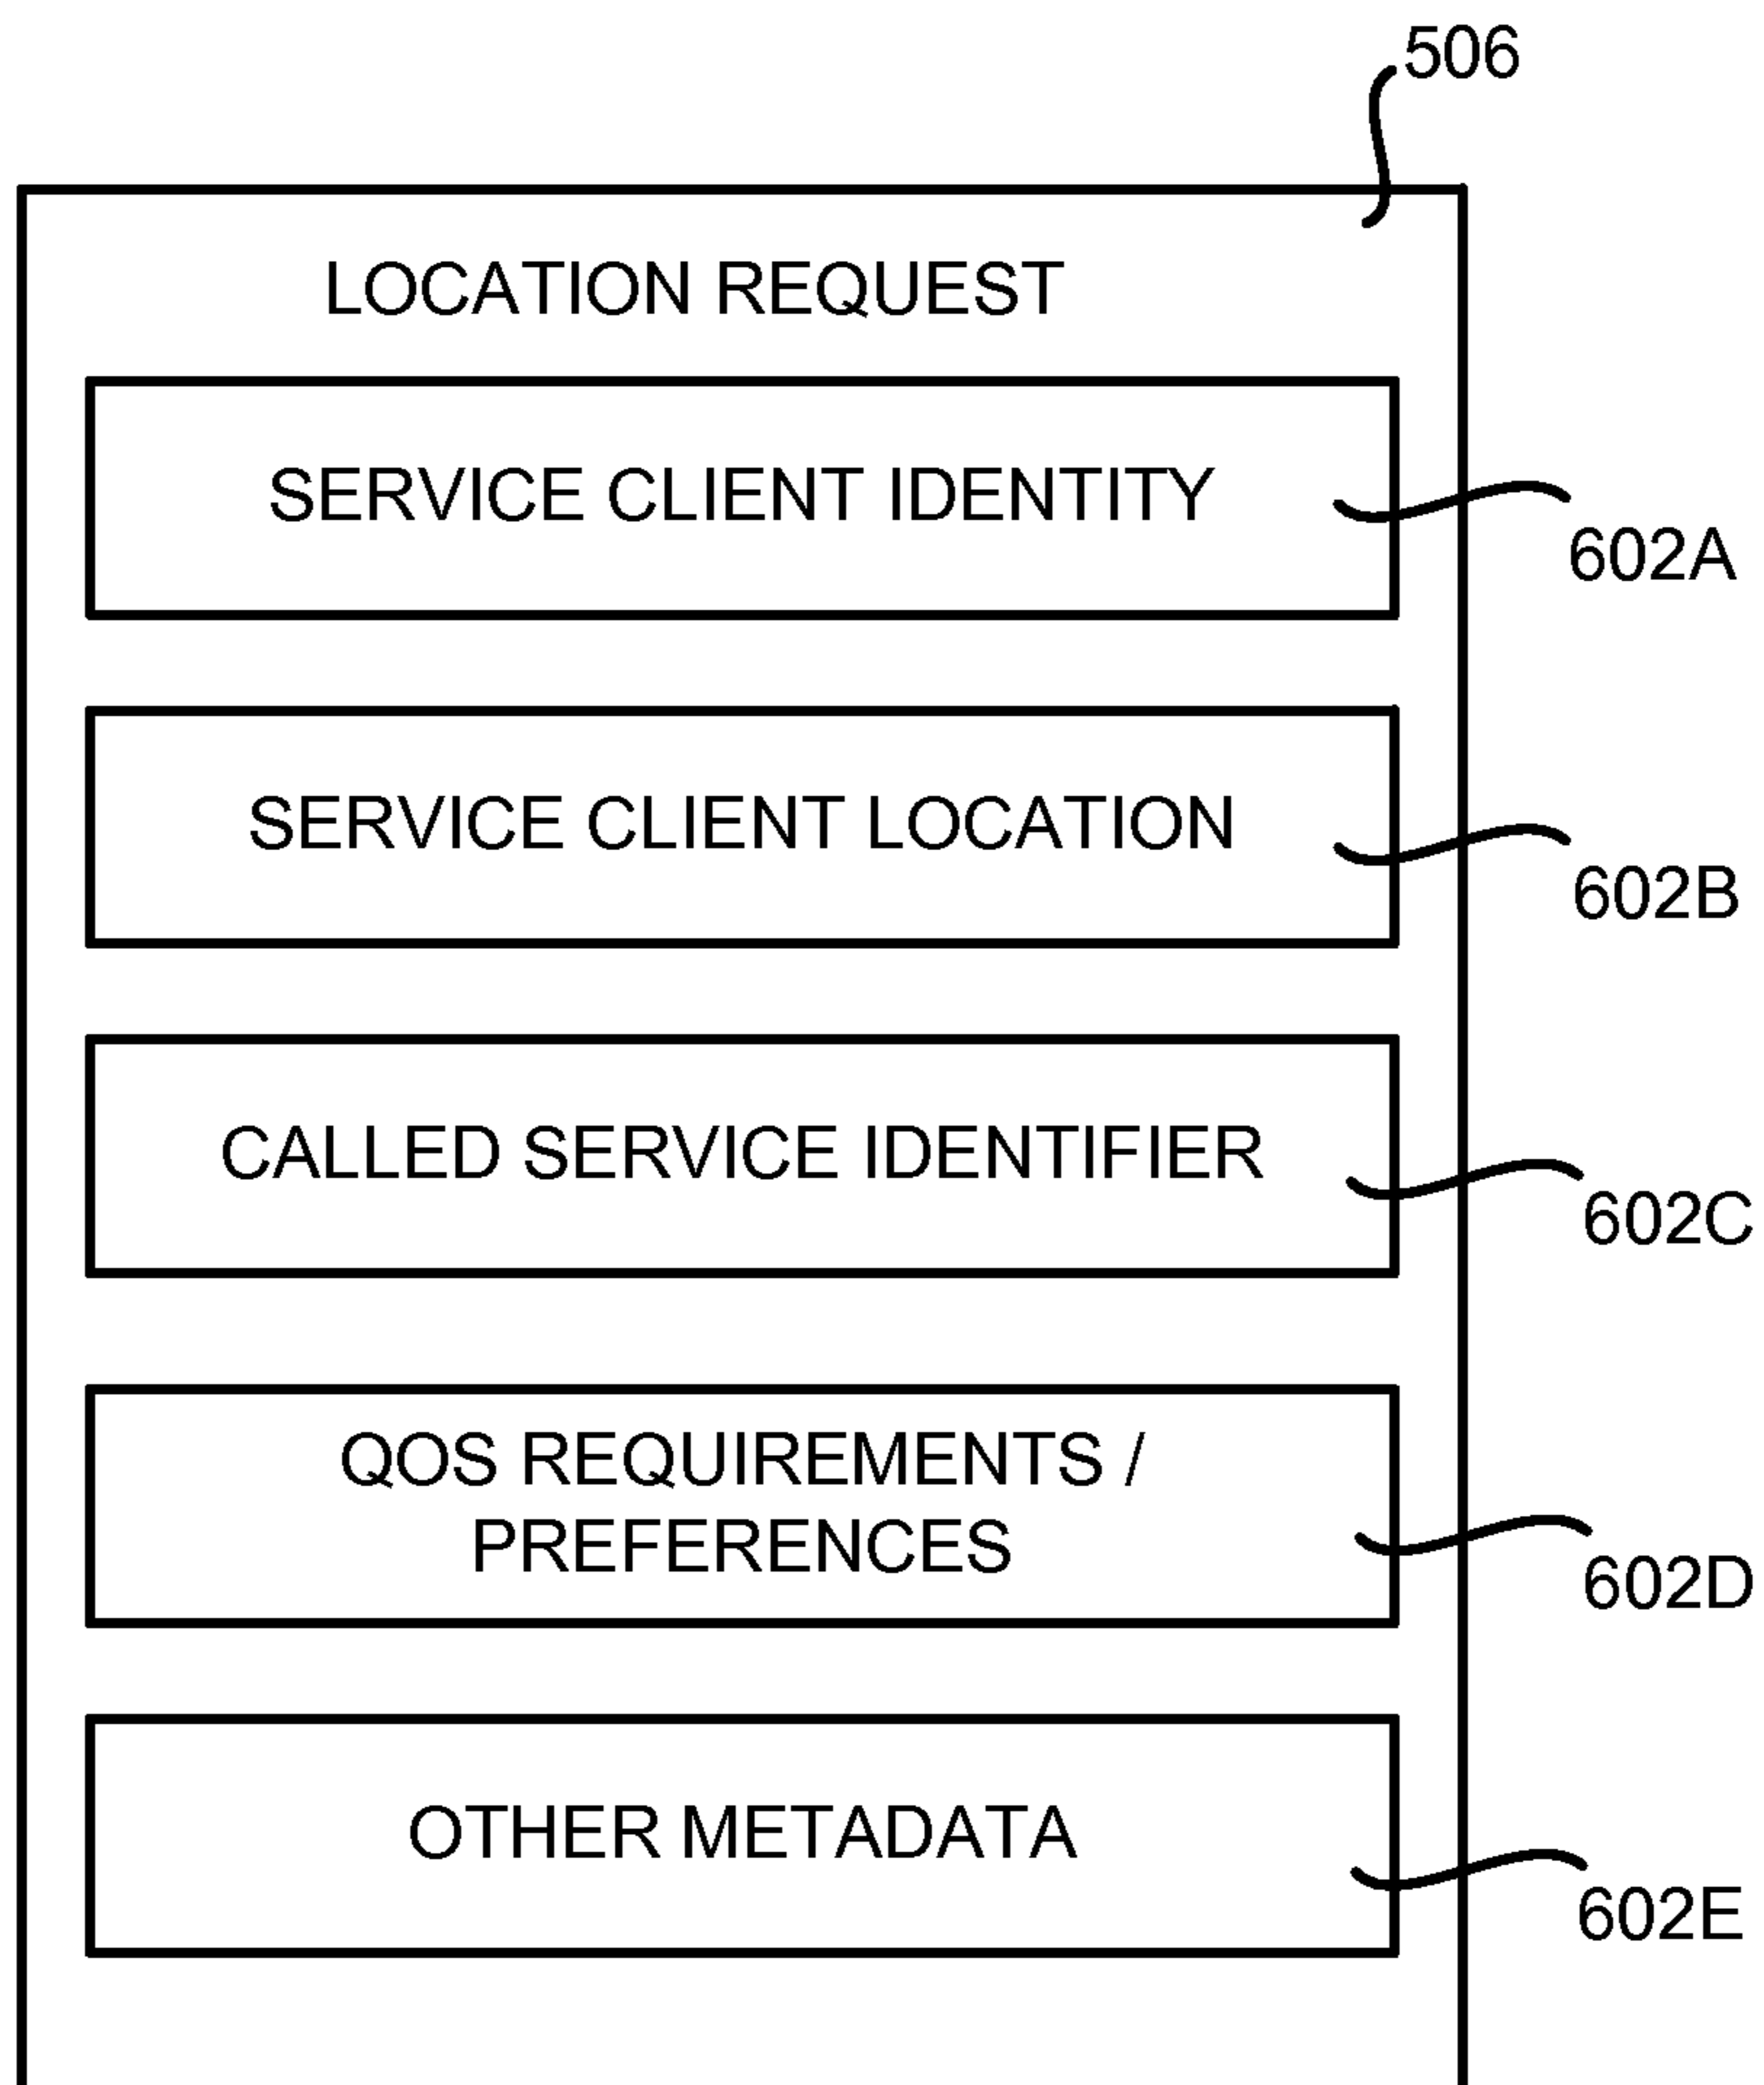 506
LOCATION REQUEST
SERVICE CLIENT IDENTITY
602A
SERVICE CLIENT LOCATION
602B
CALLED SERVICE IDENTIFIER
602C
QOS REQUIREMENTS /
PREFERENCES
602D
OTHER METADATA
602E